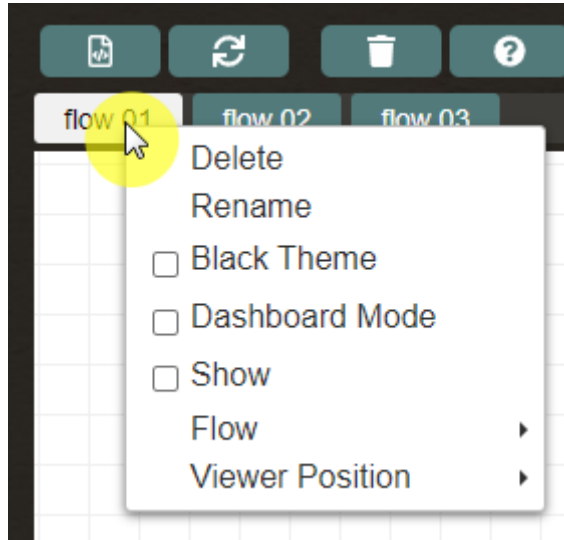 flow 01 flow 02 flow 03
Delete
Rename
Black Theme
Dashboard Mode
Show
Flow
Viewer Position